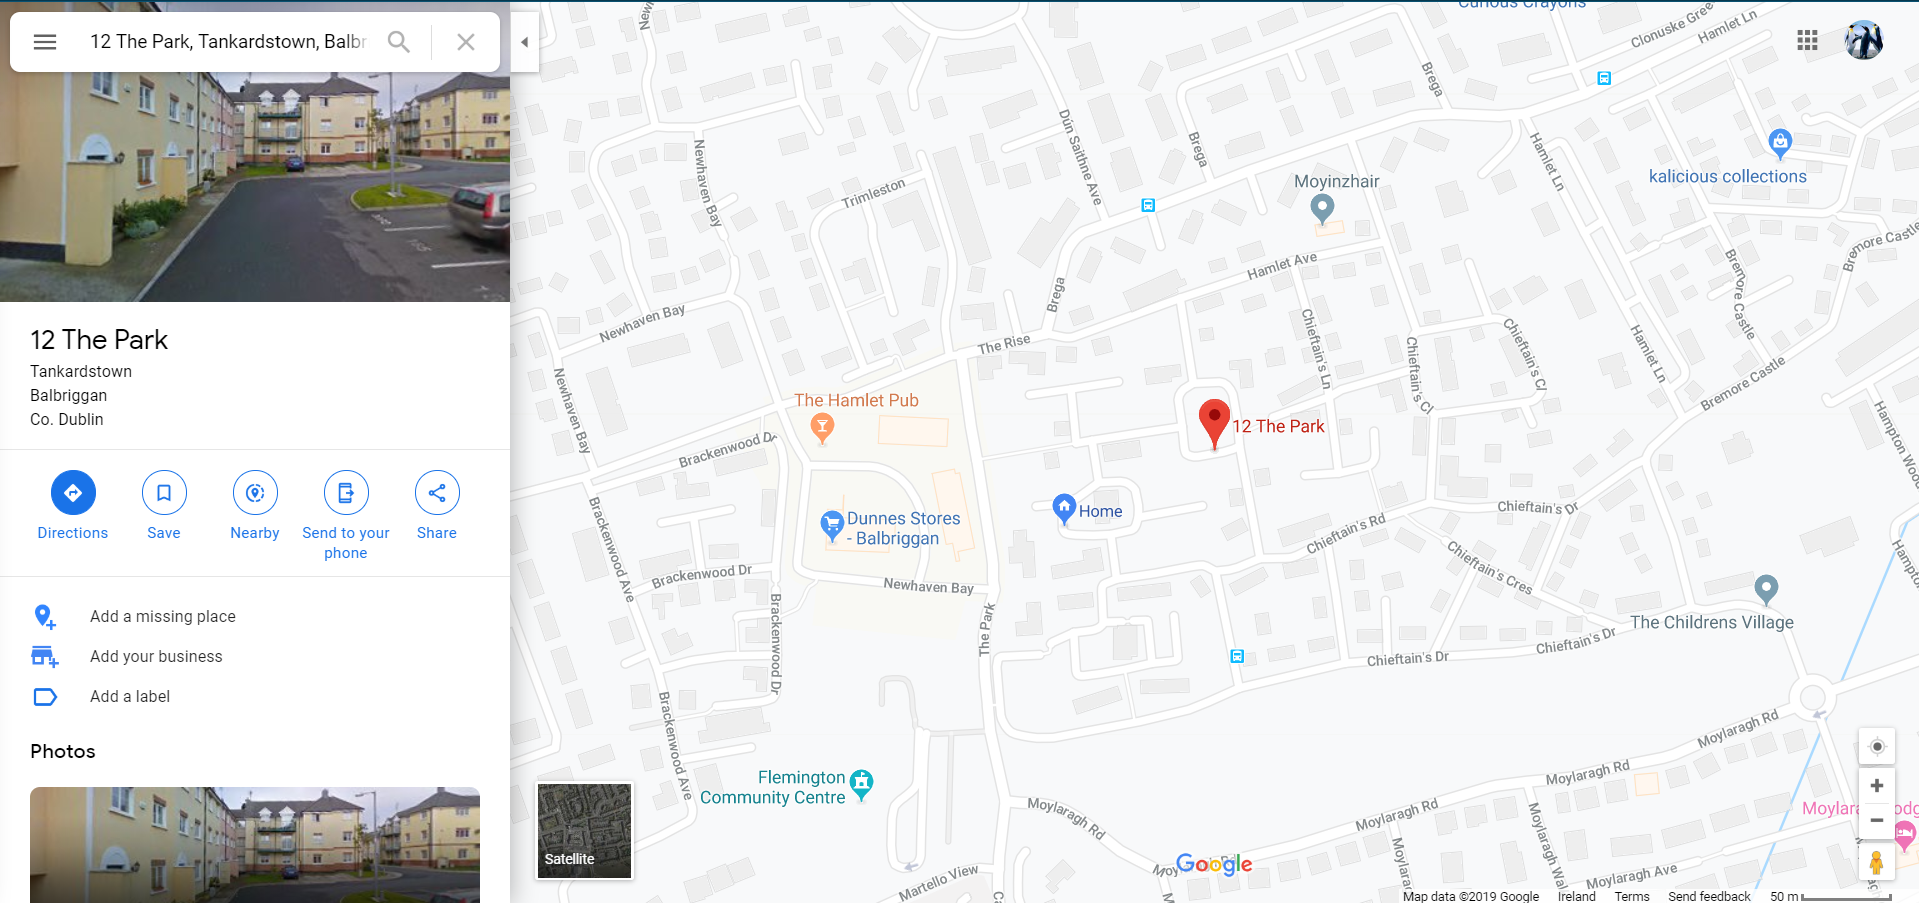 12 The Park, Tankardstown, Balbr
12 The Park
Tankardstown
Balbriggan
Co. Dublin
Directions
Save
Nearby
Send to your
phone
Share
Add a missing place
Add your business
Add a label
Photos
Satellite
Curious Crayons
Clonuske Gree
Hamlet Ln
Brega
Dún Saithne Ave
Brega
Hamlet Ln
kalicious collections
Moyinzhair
Newhaven Bay
Trimleston
Bremore Castle
Bremore Castle
Hamlet Ave
Brega
Newhaven Bay
The Rise
Chieftain's Ln
Chieftain's Cl
Chieftain's Cl
Hamlet Ln
Bremore Castle
Newhaven Bay
The Hamlet Pub
12 The Park
Hampton Woo
Brackenwood Dr
Home
Dunnes Stores
- Balbriggan
Chieftain's Dr
Chieftain's Rd
Brackenwood Ave
Brackenwood Dr
Newhaven Bay
Chieftain's Cres
Hampton
Brackenwood Dr
The Park
The Childrens Village
Chieftain's Dr
Chieftain's Dr
Brackenwood Ave
Moylaragh Rd
Flemington
Community Centre
Moylaragh Rd
Moylaragh Rd
Moylaragh Rd
Moylaragh Wal
Martello View
Moylaragh Ave
Google
Map data ©2019 Google
Ireland
Terms
Send feedback
50 m